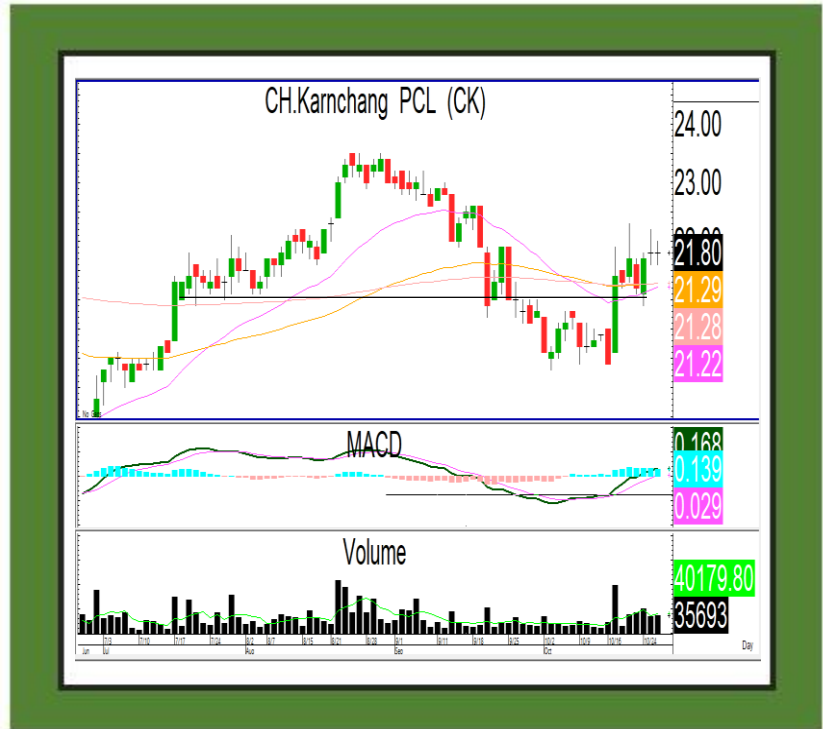 CH.Karnchang PCL (CK)
24.00
23.00
21.80
21.29
21.28
21.22
MACD
0.168
0.139
0.029
Volume
40179.80
35693
7/3 7/10 7/17 7/24 8/2 8/7 8/15 8/21 8/28 9/1 9/11 9/18 9/25 10/2 10/9 10/16 10/24
Jun Jul Aug Sep Oct
Day